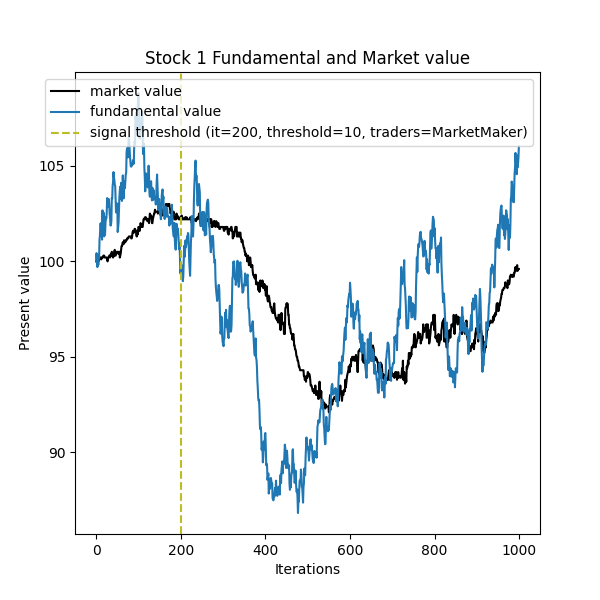 Stock 1 Fundamental and Market value
market value
fundamental value
signal threshold (it=200, threshold=10, traders=MarketMaker)
105
100
95
90
Present value
0 200 400 600 800 1000
Iterations